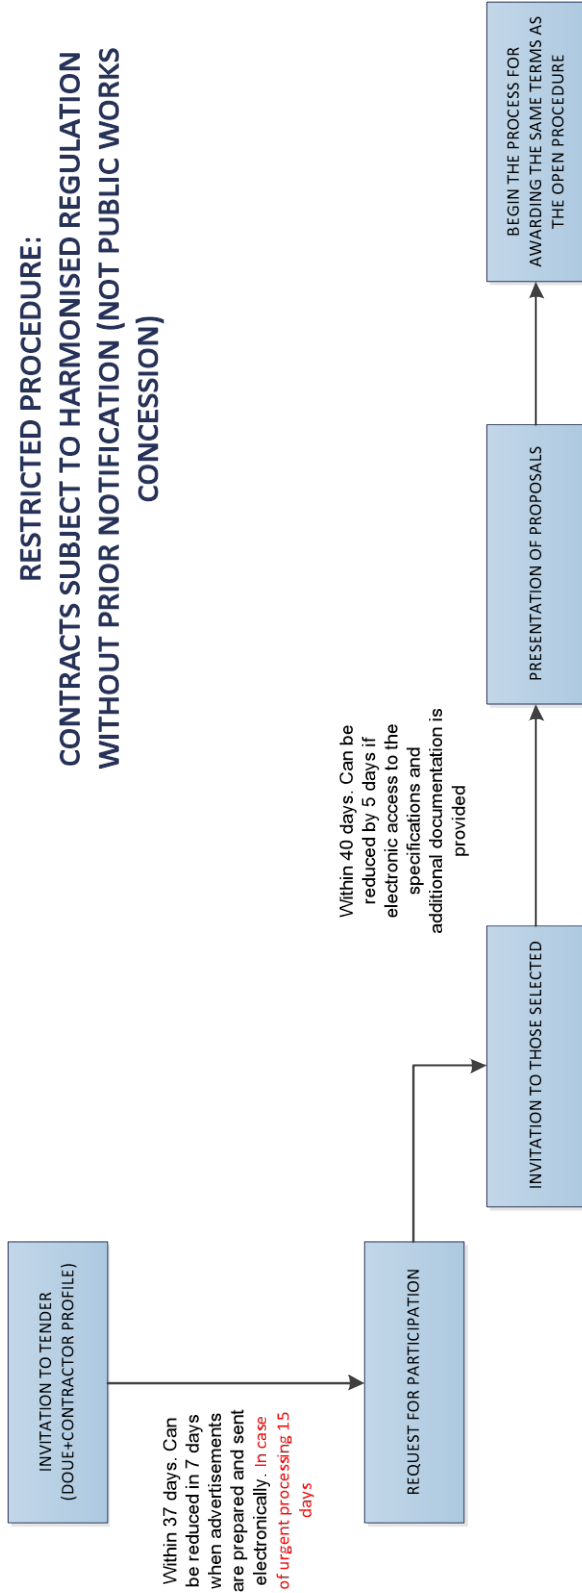 RESTRICTED PROCEDURE:
CONTRACTS SUBJECT TO HARMONISED REGULATION
WITHOUT PRIOR NOTIFICATION (NOT PUBLIC WORKS
CONCESSION)
INVITATION TO TENDER
(DOUE+CONTRACTOR PROFILE)
Within 37 days. Can
be reduced in 7 days
when advertisements
are prepared and sent
electronically. In case
of urgent processing 15
days
REQUEST FOR PARTICIPATION
INVITATION TO THOSE SELECTED
Within 40 days. Can be
reduced by 5 days if
electronic access to the
specifications and
additional documentation is
provided
PRESENTATION OF PROPOSALS
BEGIN THE PROCESS FOR
AWARDING THE SAME TERMS AS
THE OPEN PROCEDURE